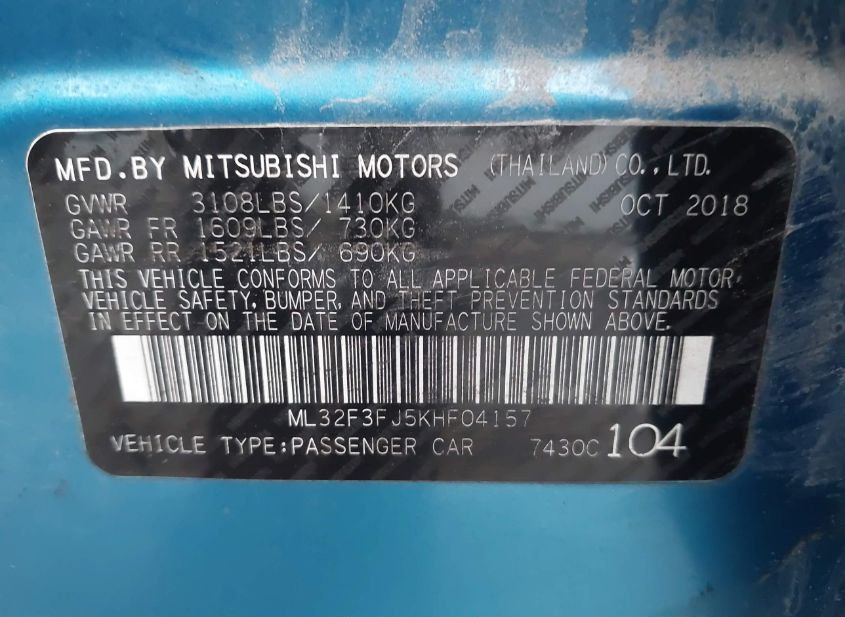 MFD.BY MITSUBISHI MOTORS (THAILAND)CO.,LTD.
GVWR 3108LBS/1410KG OCT 2018
GAWR FR 1609LBS/ 730KG
GAWR RR 1521LBS/ 690KG
THIS VEHICLE CONFORMS TO ALL APPLICABLE FEDERAL MOTOR
VEHICLE SAFETY, BUMPER, AND THEFT PREVENTION STANDARDS
IN EFFECT ON THE DATE OF MANUFACTURE SHOWN ABOVE.
ML32F3FJ5KHF04157
VEHICLE TYPE:PASSENGER CAR 7430C 104